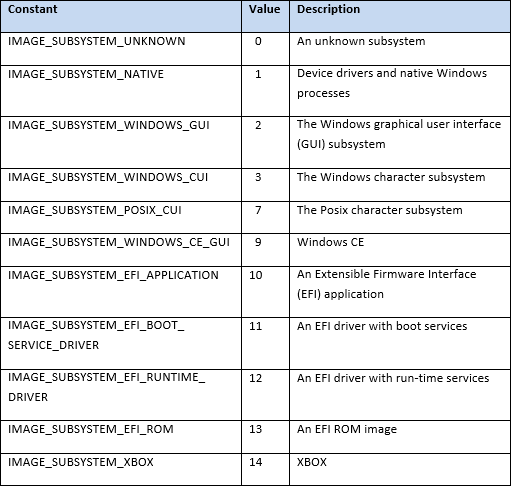 Constant Value Description
IMAGE_SUBSYSTEM_UNKNOWN 0 An unknown subsystem
IMAGE_SUBSYSTEM_NATIVE 1 Device drivers and native Windows
processes
IMAGE_SUBSYSTEM_WINDOWS_GUI 2 The Windows graphical user interface
(GUI) subsystem
IMAGE_SUBSYSTEM_WINDOWS_CUI 3 The Windows character subsystem
IMAGE_SUBSYSTEM_POSIX_CUI 7 The Posix character subsystem
IMAGE_SUBSYSTEM_WINDOWS_CE_GUI 9 Windows CE
IMAGE_SUBSYSTEM_EFI_APPLICATION 10 An Extensible Firmware Interface
(EFI) application
IMAGE_SUBSYSTEM_EFI_BOOT_ 11 An EFI driver with boot services
SERVICE_DRIVER
IMAGE_SUBSYSTEM_EFI_RUNTIME_ 12 An EFI driver with run-time services
DRIVER
IMAGE_SUBSYSTEM_EFI_ROM 13 An EFI ROM image
IMAGE_SUBSYSTEM_XBOX 14 XBOX